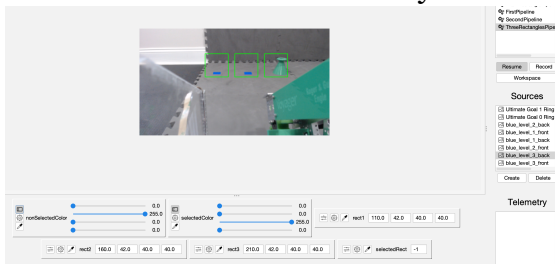 FirstPipeline
SecondPipeline
ThreeRectanglesPipe
Resume Record
Workspace
Sources
Ultimate Goal 1 Ring
Ultimate Goal 0 Ring
blue_level_2_back
blue_level_1_front
blue_level_1_back
blue_level_2_front
blue_level_3_back
blue_level_3_front
Create Delete
Telemetry
nonSelectedColor
0.0
255.0
0.0
0.0
selectedColor
0.0
0.0
255.0
0.0
rect1 110.0 42.0 40.0 40.0
rect2 160.0 42.0 40.0 40.0
rect3 210.0 42.0 40.0 40.0
selectedRect -1